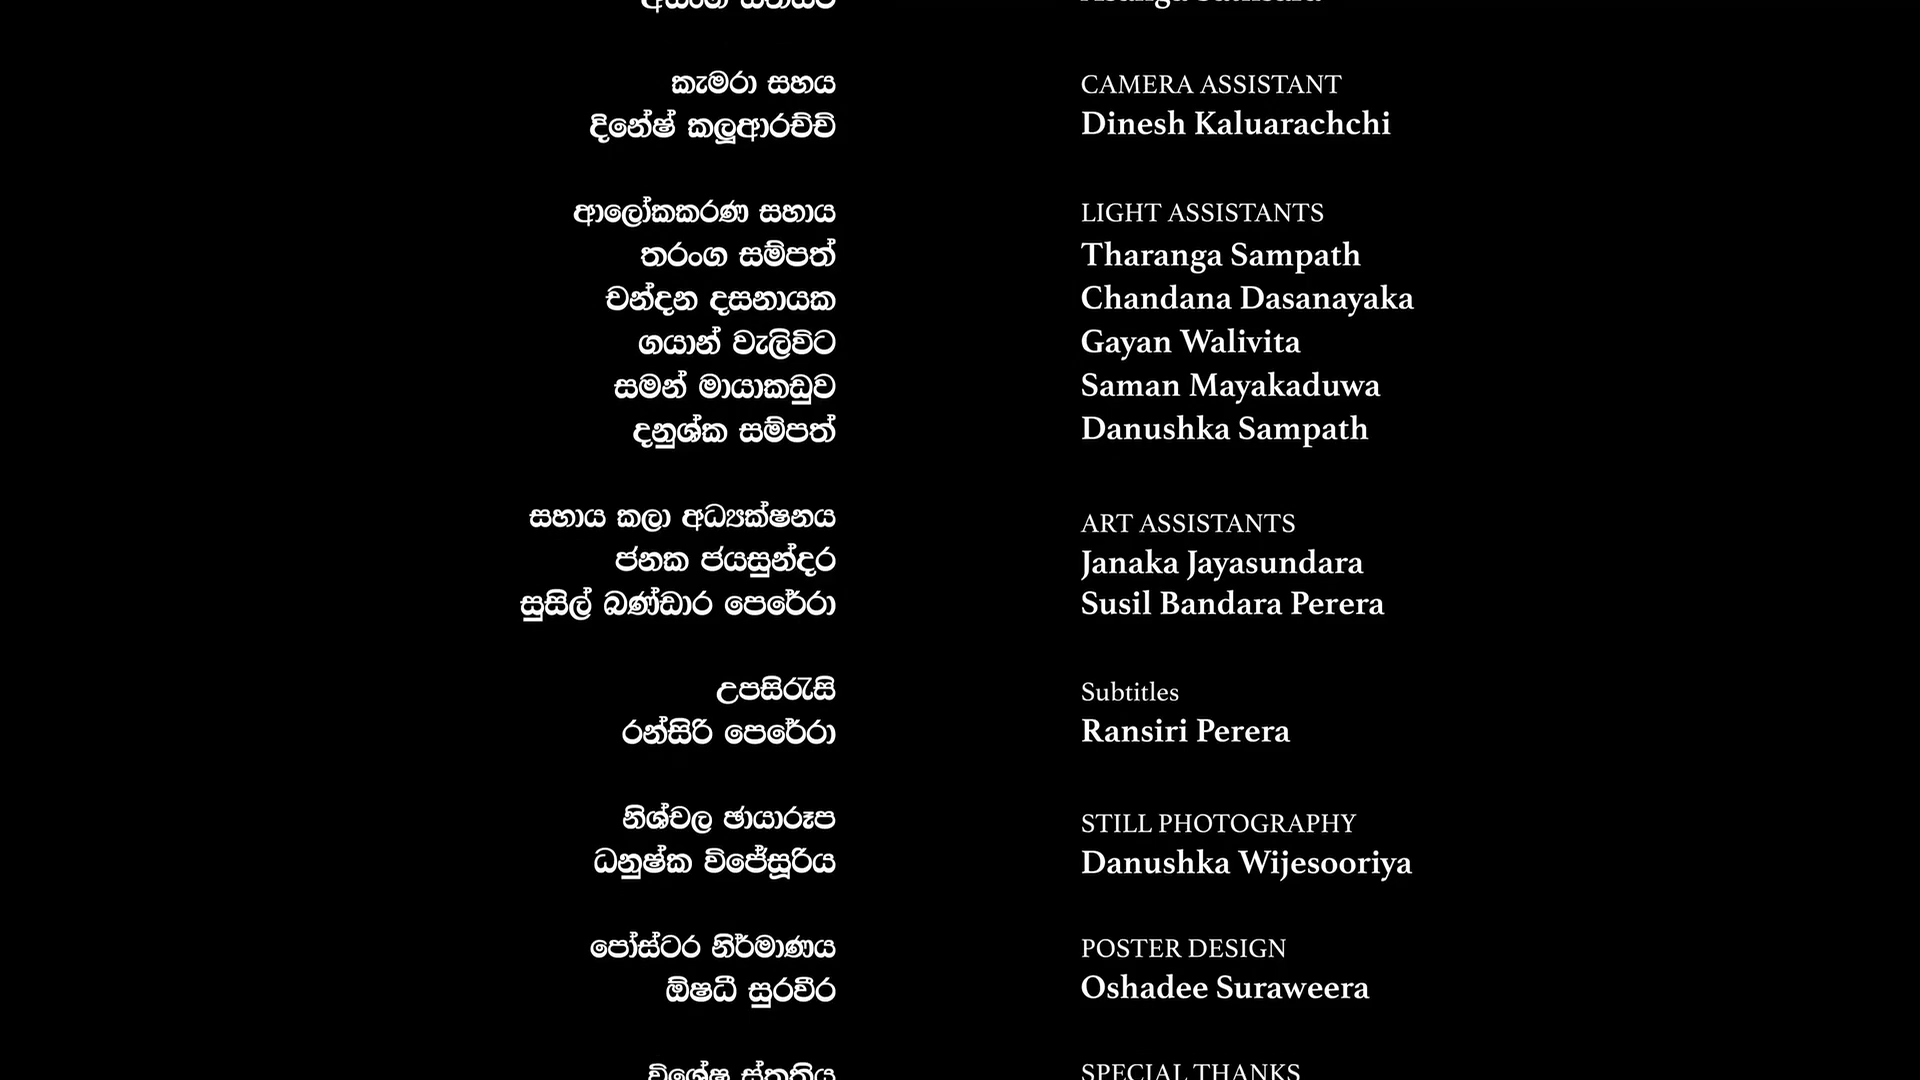 කැමරා සහය
CAMERA ASSISTANT
දිනේෂ් කලූආරච්චි
Dinesh Kaluarachchi
ආලෝකකරණ සහාය
LIGHT ASSISTANTS
තරංග සම්පත්
Tharanga Sampath
චන්දන දසනායක
Chandana Dasanayaka
ගයාන් වැලිවිට
Gayan Walivita
සමන් මායාකඩුව
Saman Mayakaduwa
දනුශ්ක සම්පත්
Danushka Sampath
සහාය කලා අධ්‍යක්ෂනය
ART ASSISTANTS
ජනක ජයසුන්දර
Janaka Jayasundara
සුසිල් බණ්ඩාර පෙරේරා
Susil Bandara Perera
උපසිරැසි
Subtitles
රන්සිරි පෙරේරා
Ransiri Perera
නිශ්චල ඡායාරූප
STILL PHOTOGRAPHY
ධනුෂ්ක විජේසූරිය
Danushka Wijesooriya
පෝස්ටර නිර්මාණය
POSTER DESIGN
ඕෂධී සුරවීර
Oshadee Suraweera
විශේෂ ස්තුතිය
SPECIAL THANKS